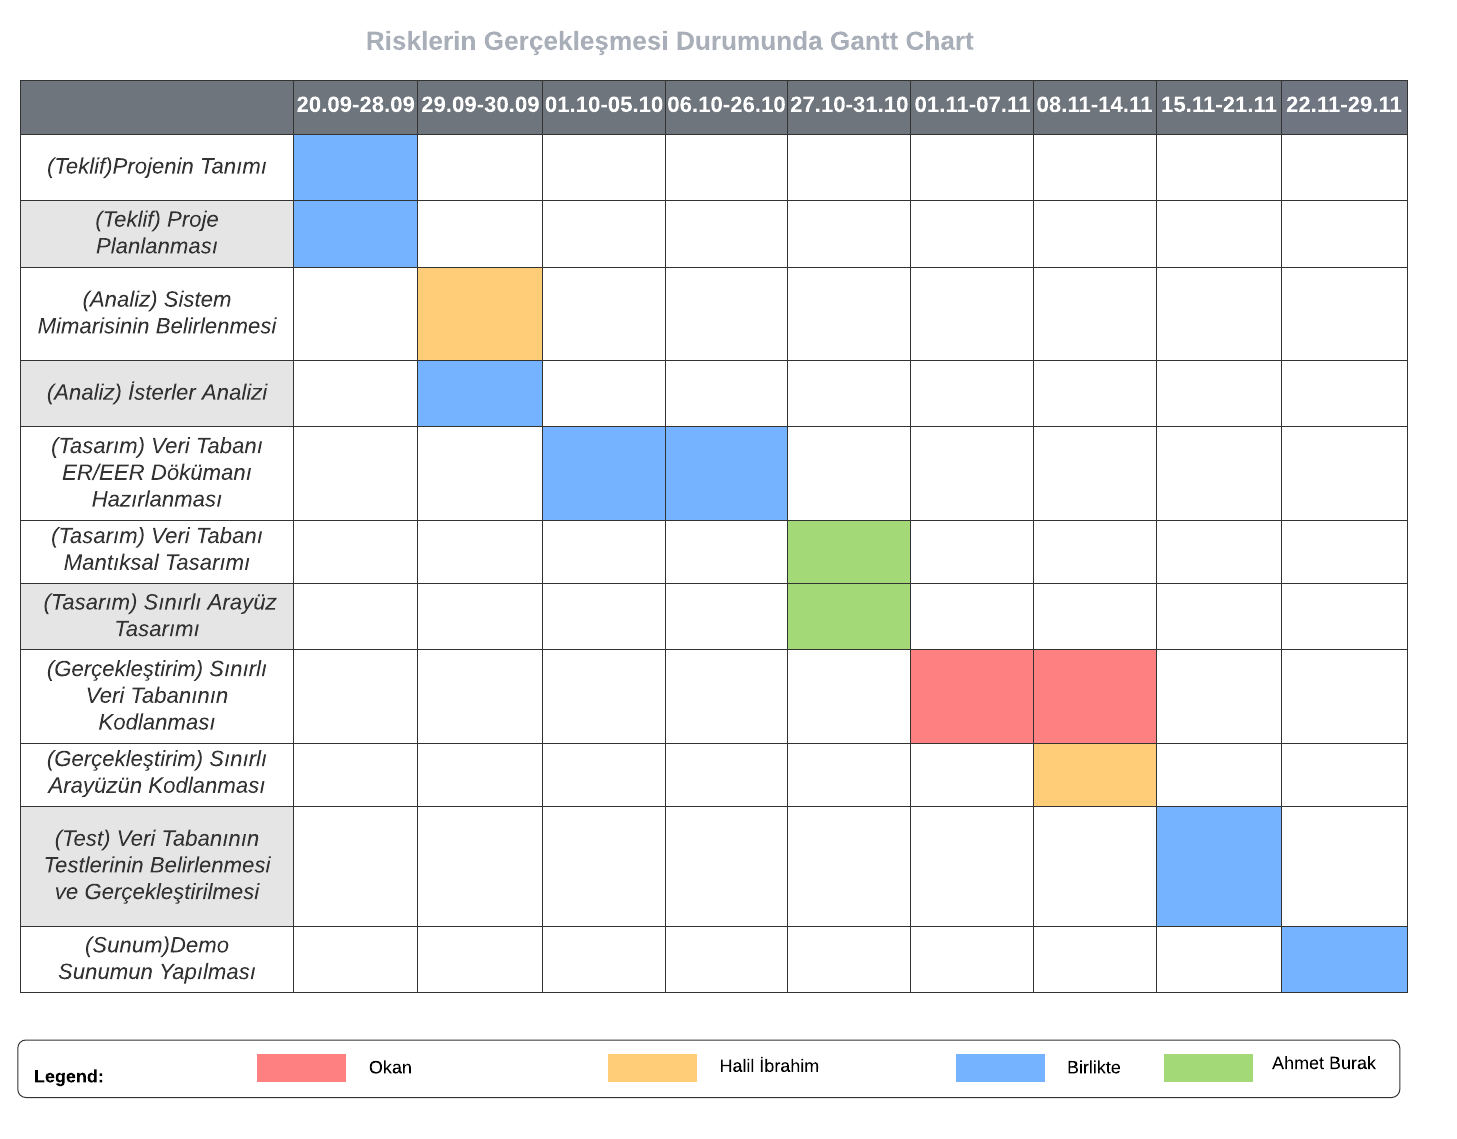 Risklerin Gerçekleşmesi Durumunda Gantt Chart
20.09-28.09 29.09-30.09 01.10-05.10 06.10-26.10 27.10-31.10 01.11-07.11 08.11-14.11 15.11-21.11 22.11-29.11
(Teklif)Projenin Tanımı
(Teklif) Proje
Planlanması
(Analiz) Sistem
Mimarisinin Belirlenmesi
(Analiz) İsterler Analizi
(Tasarım) Veri Tabanı
ER/EER Dökümanı
Hazırlanması
(Tasarım) Veri Tabanı
Mantıksal Tasarımı
(Tasarım) Sınırlı Arayüz
Tasarımı
(Gerçekleştirim) Sınırlı
Veri Tabanının
Kodlanması
(Gerçekleştirim) Sınırlı
Arayüzün Kodlanması
(Test) Veri Tabanının
Testlerinin Belirlenmesi
ve Gerçekleştirilmesi
(Sunum)Demo
Sunumun Yapılması
Legend: Okan Halil İbrahim Birlikte Ahmet Burak